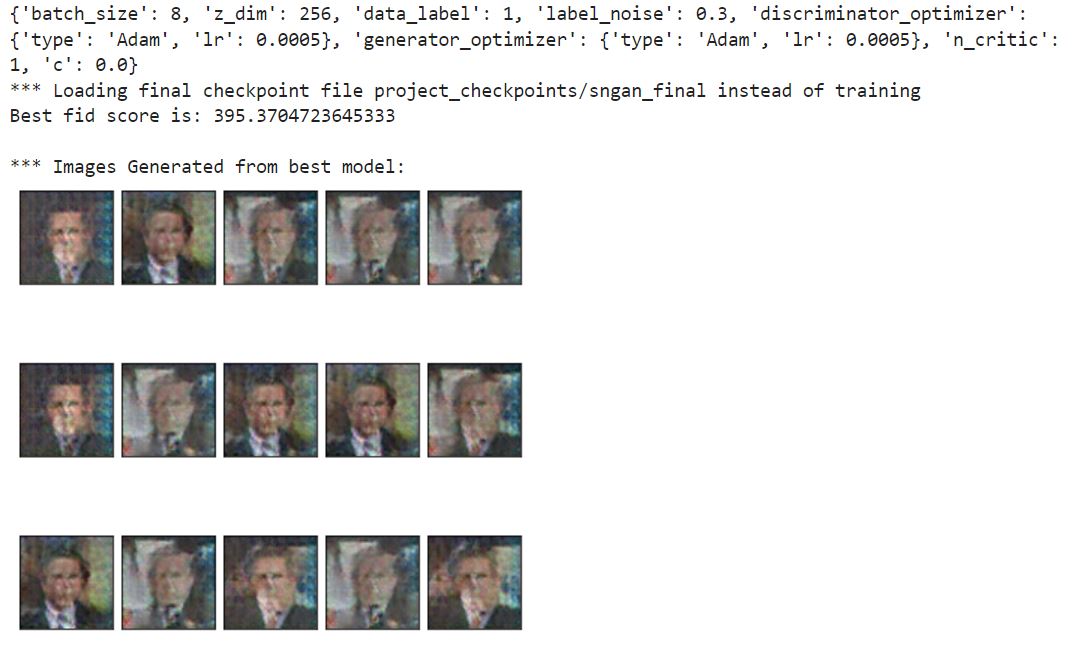 {'batch_size': 8, 'z_dim': 256, 'data_label': 1, 'label_noise': 0.3, 'discriminator_optimizer':
{'type': 'Adam', 'lr': 0.0005}, 'generator_optimizer': {'type': 'Adam', 'lr': 0.0005}, 'n_critic':
1, 'c': 0.0}
*** Loading final checkpoint file project_checkpoints/sngan_final instead of training
Best fid score is: 395.3704723645333
*** Images Generated from best model: